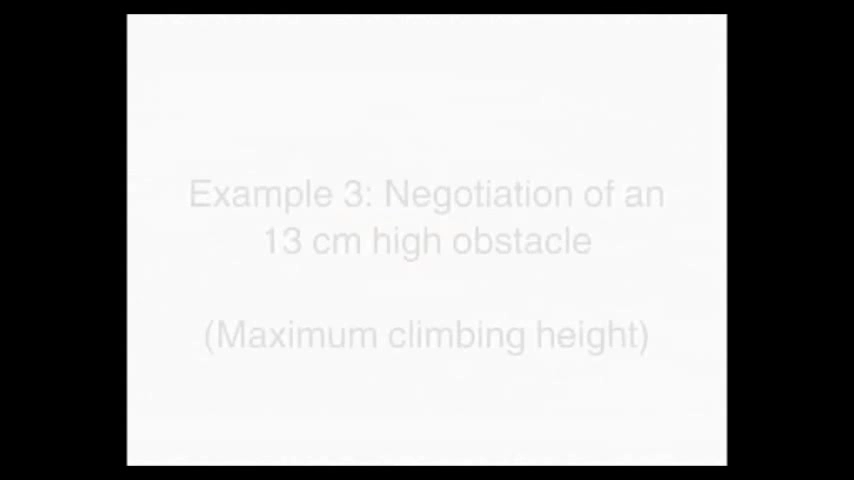 Example 3: Negotiation of an
13 cm high obstacle
(Maximum climbing height)